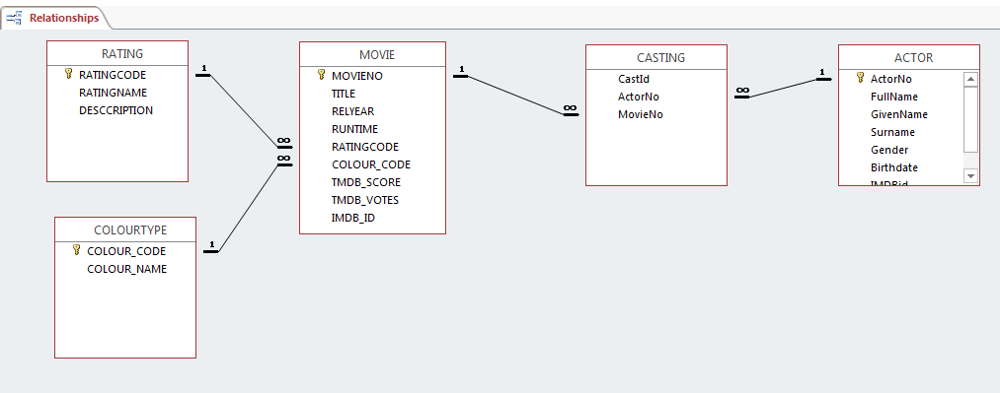 Relationships
RATING
RATINGCODE
RATINGNAME
DESCCRIPTION
1
∞
MOVIE
MOVIENO
TITLE
RELYEAR
RUNTIME
RATINGCODE
COLOUR_CODE
TMDB_SCORE
TMDB_VOTES
IMDB_ID
1
∞
CASTING
CastId
ActorNo
MovieNo
∞
1
ACTOR
ActorNo
FullName
GivenName
Surname
Gender
Birthdate
IMDBid
COLOURTYPE
COLOUR_CODE
COLOUR_NAME
1
∞